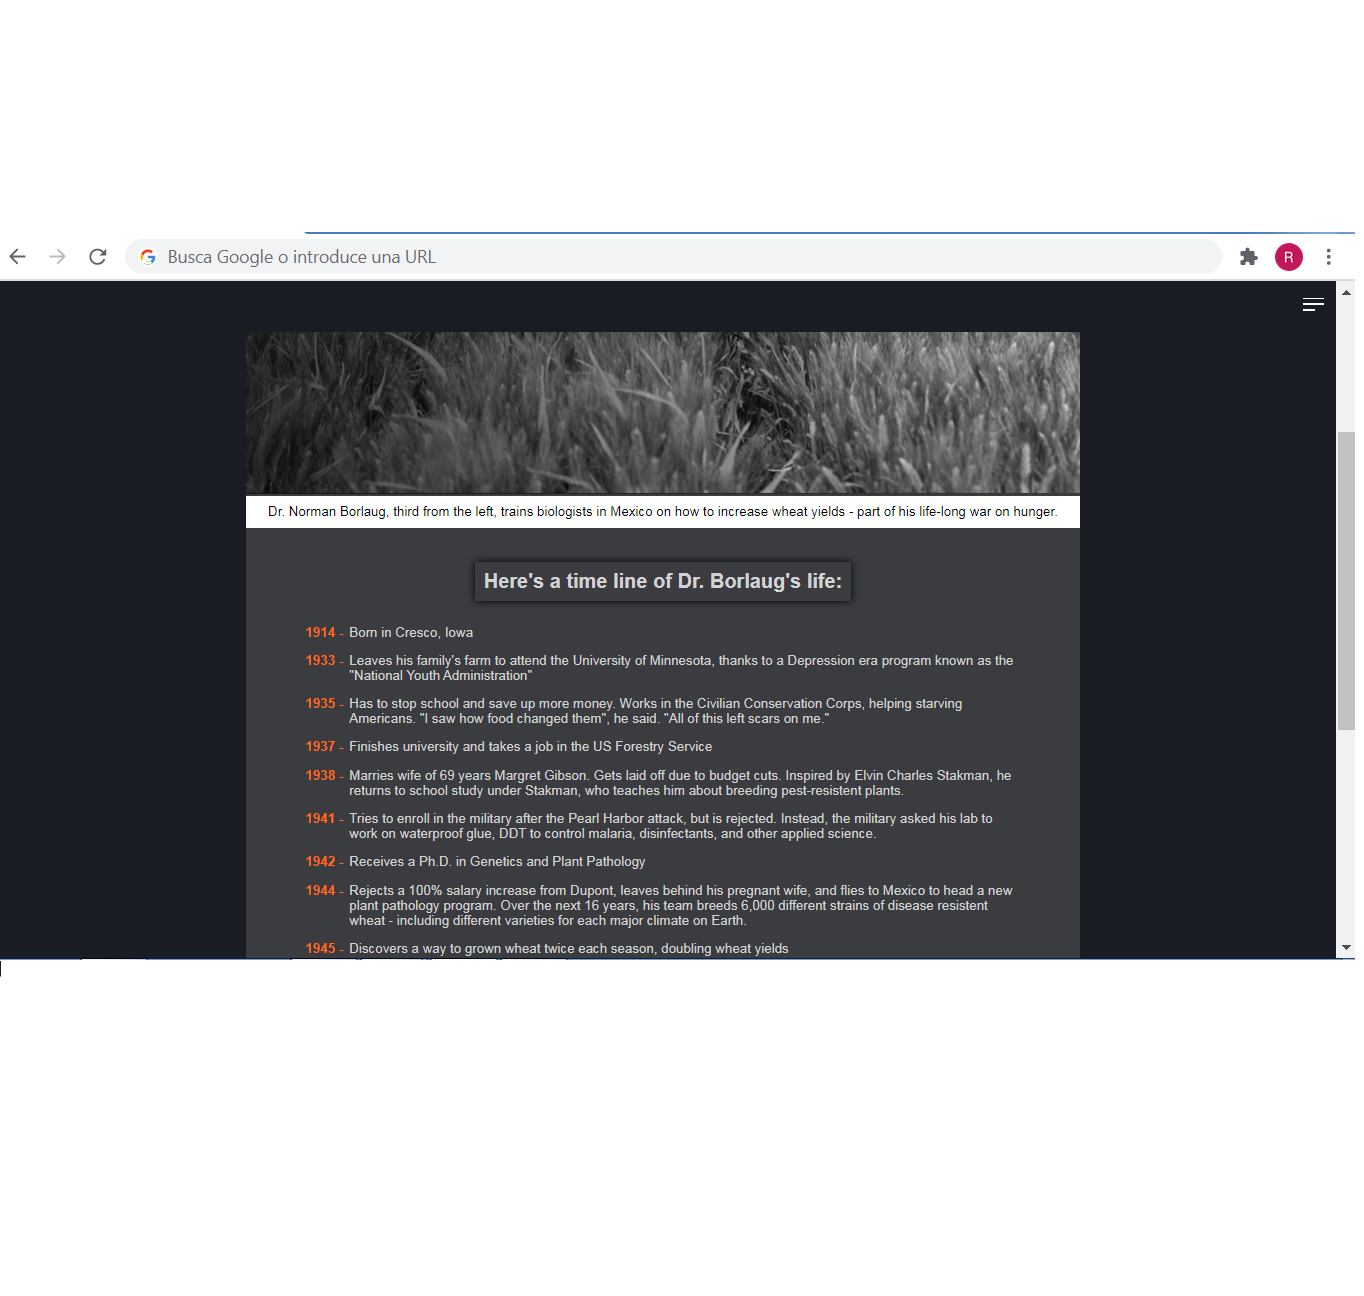 Busca Google o introduce una URL
R
Dr. Norman Borlaug, third from the left, trains biologists in Mexico on how to increase wheat yields - part of his life-long war on hunger.
Here's a time line of Dr. Borlaug's life:
1914 - Born in Cresco, Iowa
1933 - Leaves his family's farm to attend the University of Minnesota, thanks to a Depression era program known as the
"National Youth Administration"
1935 - Has to stop school and save up more money. Works in the Civilian Conservation Corps, helping starving
Americans. "I saw how food changed them", he said. "All of this left scars on me."
1937 - Finishes university and takes a job in the US Forestry Service
1938 - Marries wife of 69 years Margret Gibson. Gets laid off due to budget cuts. Inspired by Elvin Charles Stakman, he
returns to school study under Stakman, who teaches him about breeding pest-resistent plants.
1941 - Tries to enroll in the military after the Pearl Harbor attack, but is rejected. Instead, the military asked his lab to
work on waterproof glue, DDT to control malaria, disinfectants, and other applied science.
1942 - Receives a Ph.D. in Genetics and Plant Pathology
1944 - Rejects a 100% salary increase from Dupont, leaves behind his pregnant wife, and flies to Mexico to head a new
plant pathology program. Over the next 16 years, his team breeds 6,000 different strains of disease resistent
wheat - including different varieties for each major climate on Earth.
1945 - Discovers a way to grown wheat twice each season, doubling wheat yields